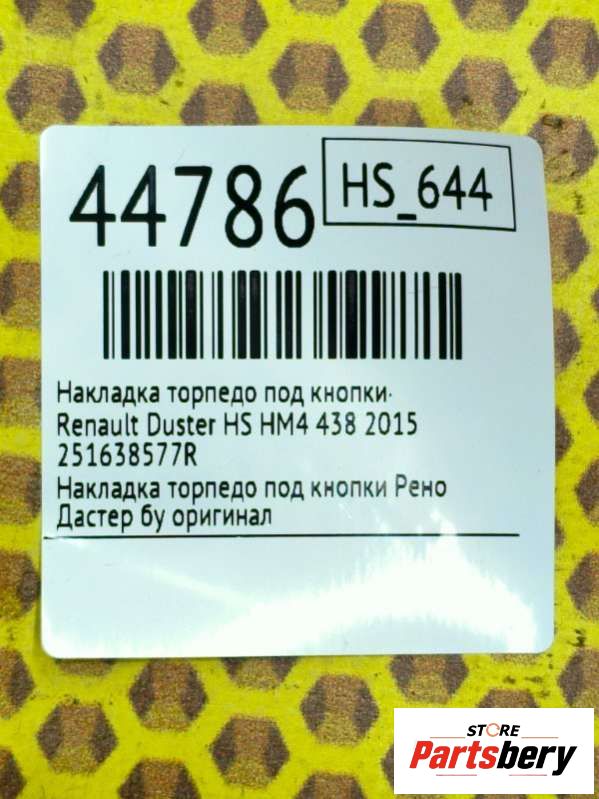 44786
HS_644
Накладка торпедо под кнопки
Renault Duster HS HM4 438 2015
251638577R
Накладка торпедо под кнопки Рено
Дастер бу оригинал
STORE
Partsbery